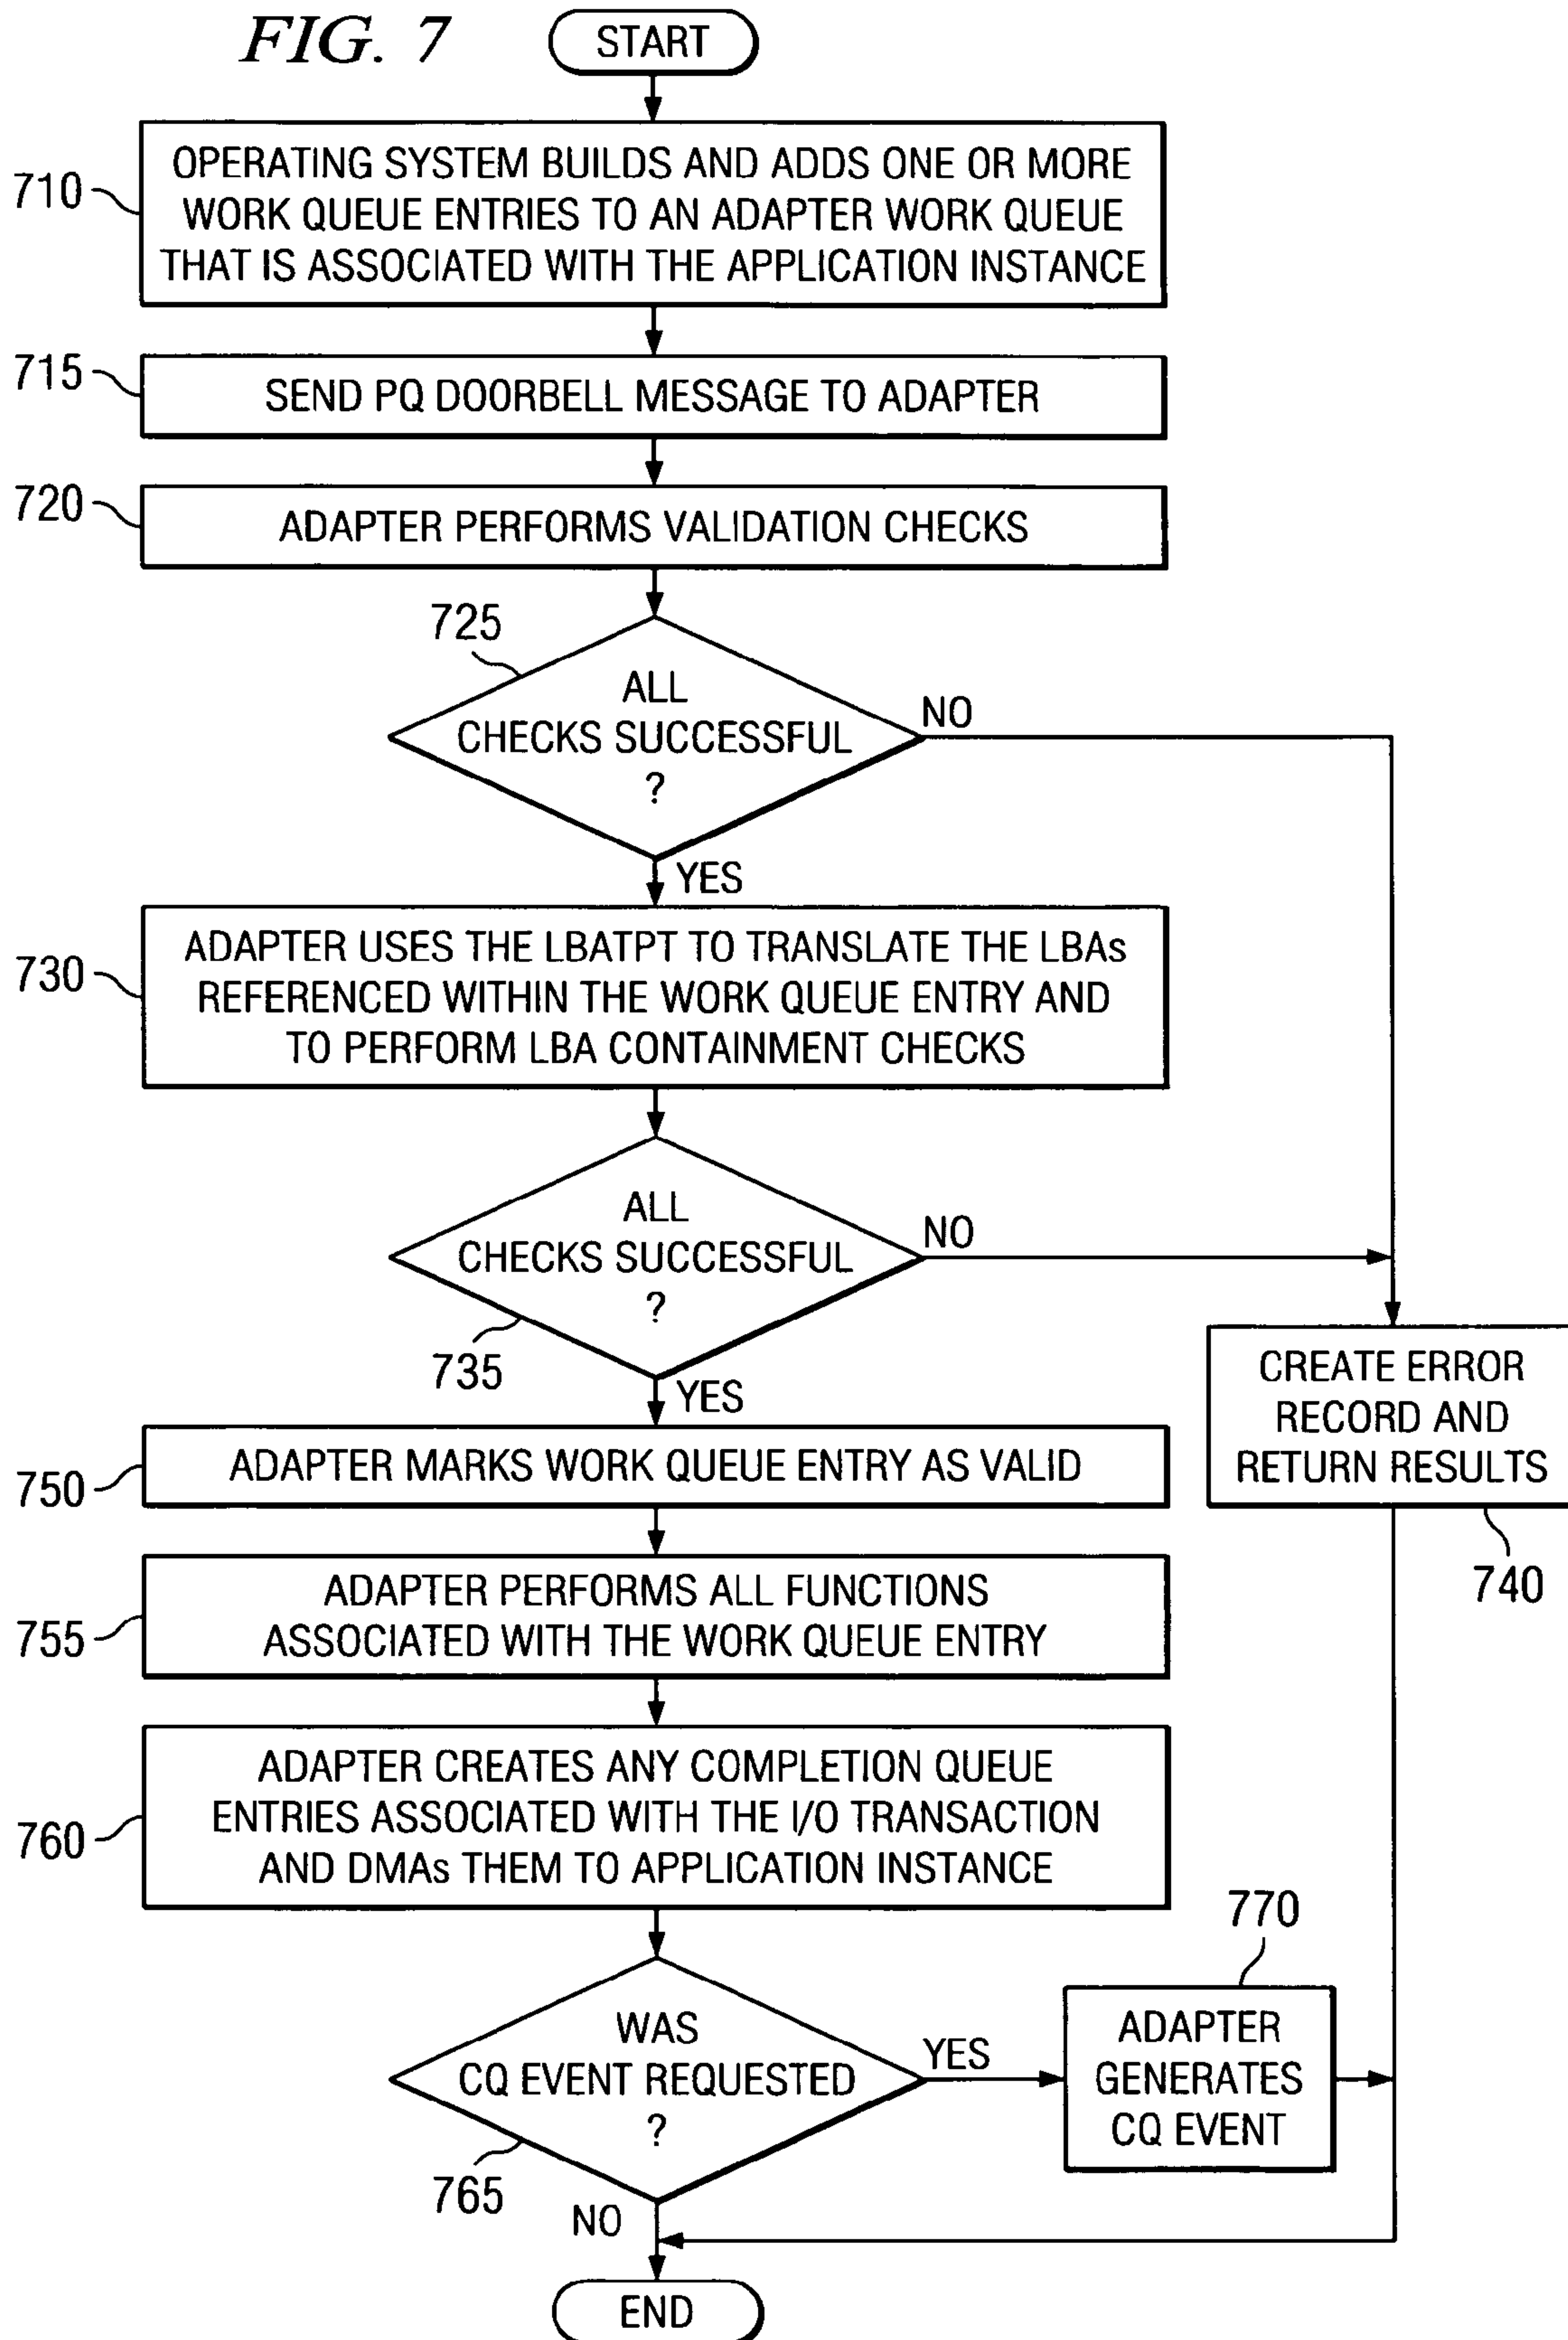 FIG. 7
START
710
OPERATING SYSTEM BUILDS AND ADDS ONE OR MORE
WORK QUEUE ENTRIES TO AN ADAPTER WORK QUEUE
THAT IS ASSOCIATED WITH THE APPLICATION INSTANCE
715
SEND PQ DOORBELL MESSAGE TO ADAPTER
720
ADAPTER PERFORMS VALIDATION CHECKS
725
ALL
CHECKS SUCCESSFUL
?
NO
YES
730
ADAPTER USES THE LBATPT TO TRANSLATE THE LBAs
REFERENCED WITHIN THE WORK QUEUE ENTRY AND
TO PERFORM LBA CONTAINMENT CHECKS
ALL
CHECKS SUCCESSFUL
?
NO
735
YES
CREATE ERROR
RECORD AND
RETURN RESULTS
740
750
ADAPTER MARKS WORK QUEUE ENTRY AS VALID
755
ADAPTER PERFORMS ALL FUNCTIONS
ASSOCIATED WITH THE WORK QUEUE ENTRY
760
ADAPTER CREATES ANY COMPLETION QUEUE
ENTRIES ASSOCIATED WITH THE I/O TRANSACTION
AND DMAs THEM TO APPLICATION INSTANCE
WAS
CQ EVENT REQUESTED
?
765
YES
770
ADAPTER
GENERATES
CQ EVENT
NO
END